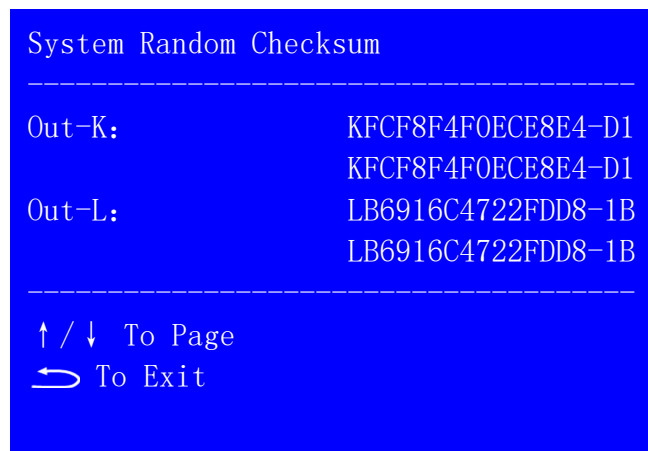 System Random Checksum
--------------------------------------
Out-K： KFCF8F4F0ECE8E4-D1
KFCF8F4F0ECE8E4-D1
Out-L： LB6916C4722FDD8-1B
LB6916C4722FDD8-1B
--------------------------------------
↑/↓ To Page
To Exit